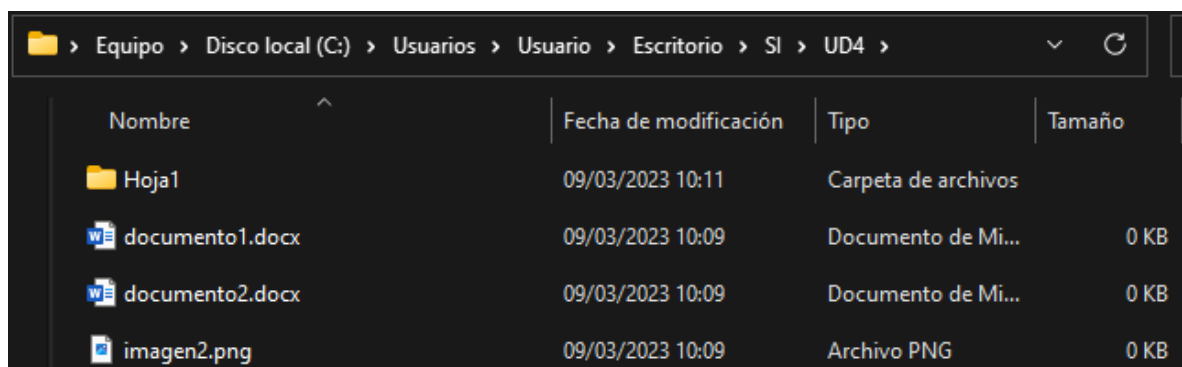 Equipo > Disco local (C:) > Usuarios > Usuario > Escritorio > SI > UD4 >
Nombre Fecha de modificación Tipo Tamaño
Hoja1 09/03/2023 10:11 Carpeta de archivos
documento1.docx 09/03/2023 10:09 Documento de Mi... 0 KB
documento2.docx 09/03/2023 10:09 Documento de Mi... 0 KB
imagen2.png 09/03/2023 10:09 Archivo PNG 0 KB